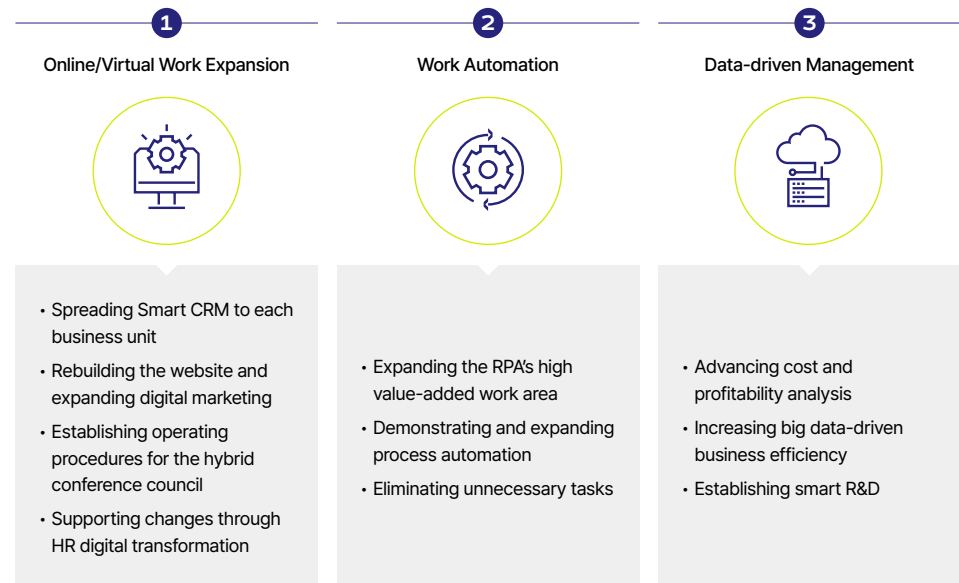 1
Online/Virtual Work Expansion
• Spreading Smart CRM to each
business unit
• Rebuilding the website and
expanding digital marketing
• Establishing operating
procedures for the hybrid
conference council
• Supporting changes through
HR digital transformation
2
Work Automation
• Expanding the RPA's high
value-added work area
• Demonstrating and expanding
process automation
• Eliminating unnecessary tasks
3
Data-driven Management
• Advancing cost and
profitability analysis
• Increasing big data-driven
business efficiency
• Establishing smart R&D